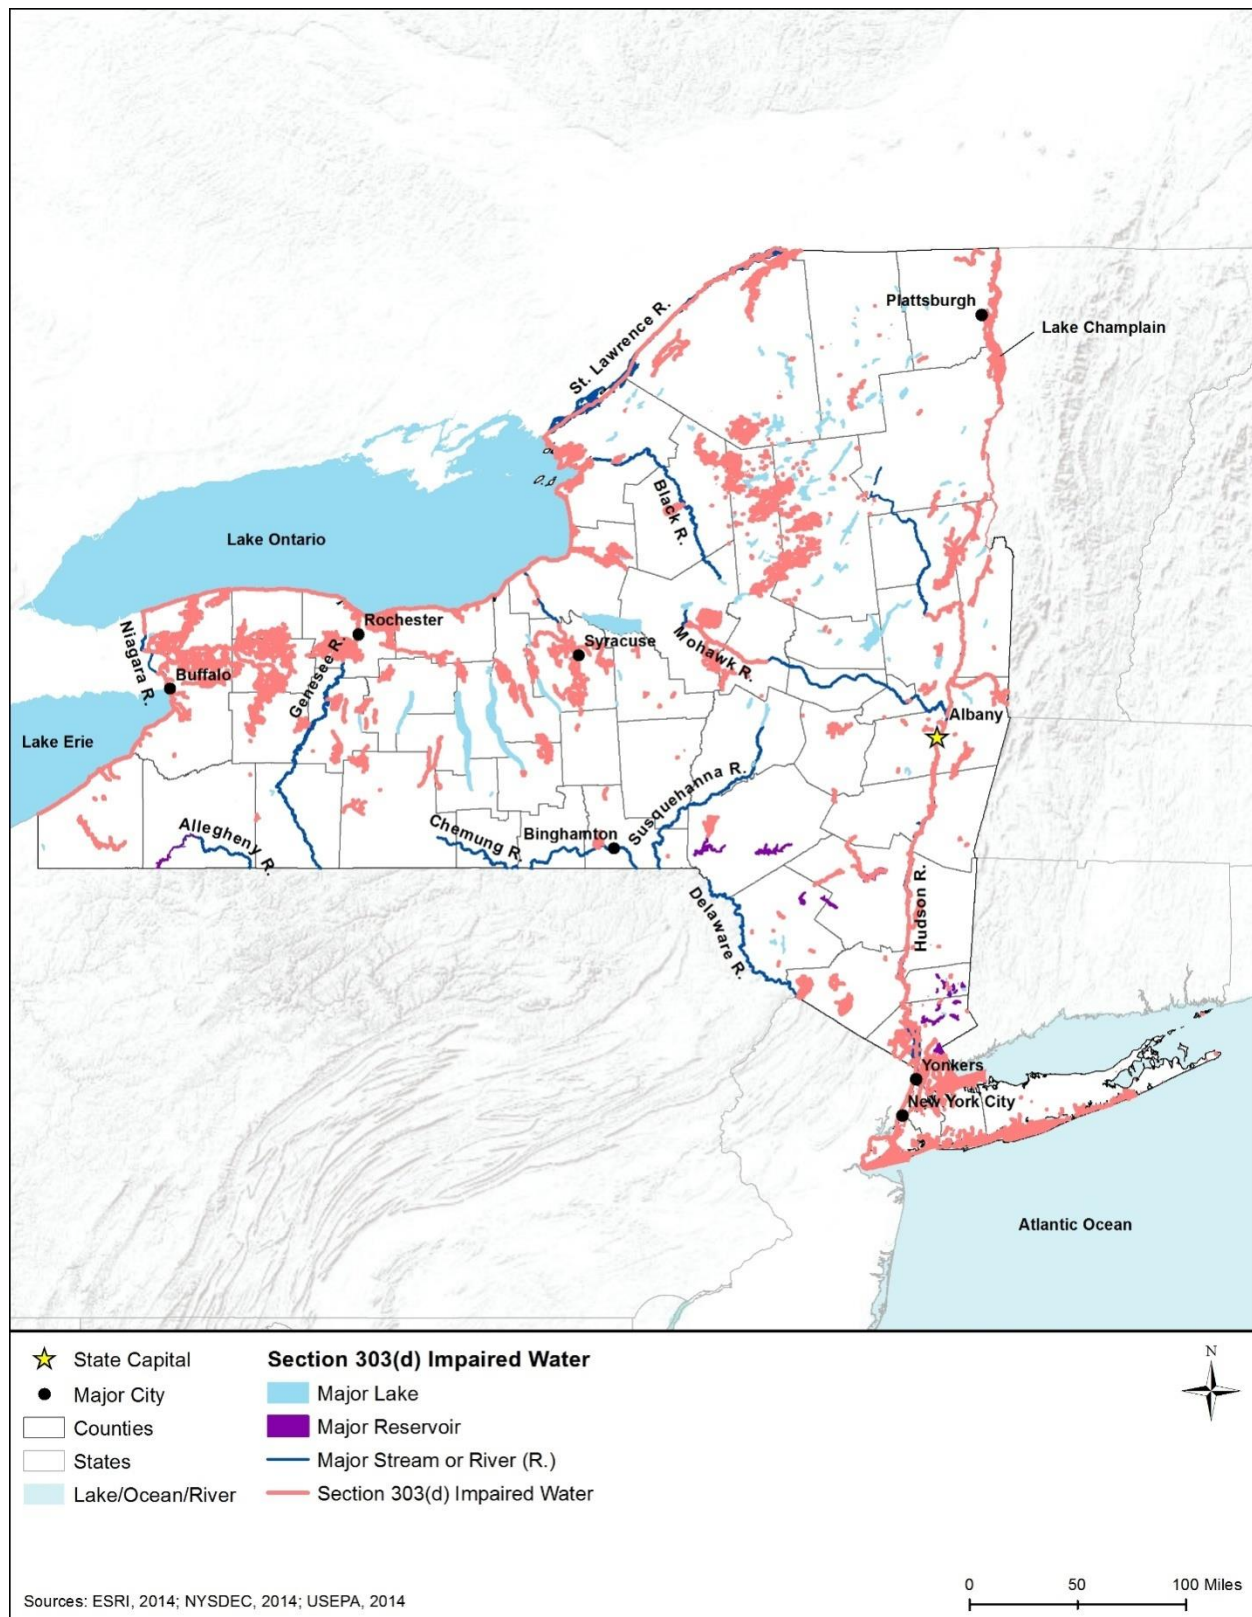 Plattsburgh
Lake Champlain
St. Lawrence R.
Black R.
Lake Ontario
Rochester
Syracuse
Mohawk R.
Niagara R.
Buffalo
Genesee R.
Albany
Lake Erie
Susquehanna R.
Allegheny R.
Chemung R.
Binghamton
Delaware R.
Hudson R.
Yonkers
New York City
Atlantic Ocean
State Capital
Major City
Counties
States
Lake/Ocean/River
Section 303(d) Impaired Water
Major Lake
Major Reservoir
Major Stream or River (R.)
Section 303(d) Impaired Water
N
0 50 100 Miles
Sources: ESRI, 2014; NYSDEC, 2014; USEPA, 2014